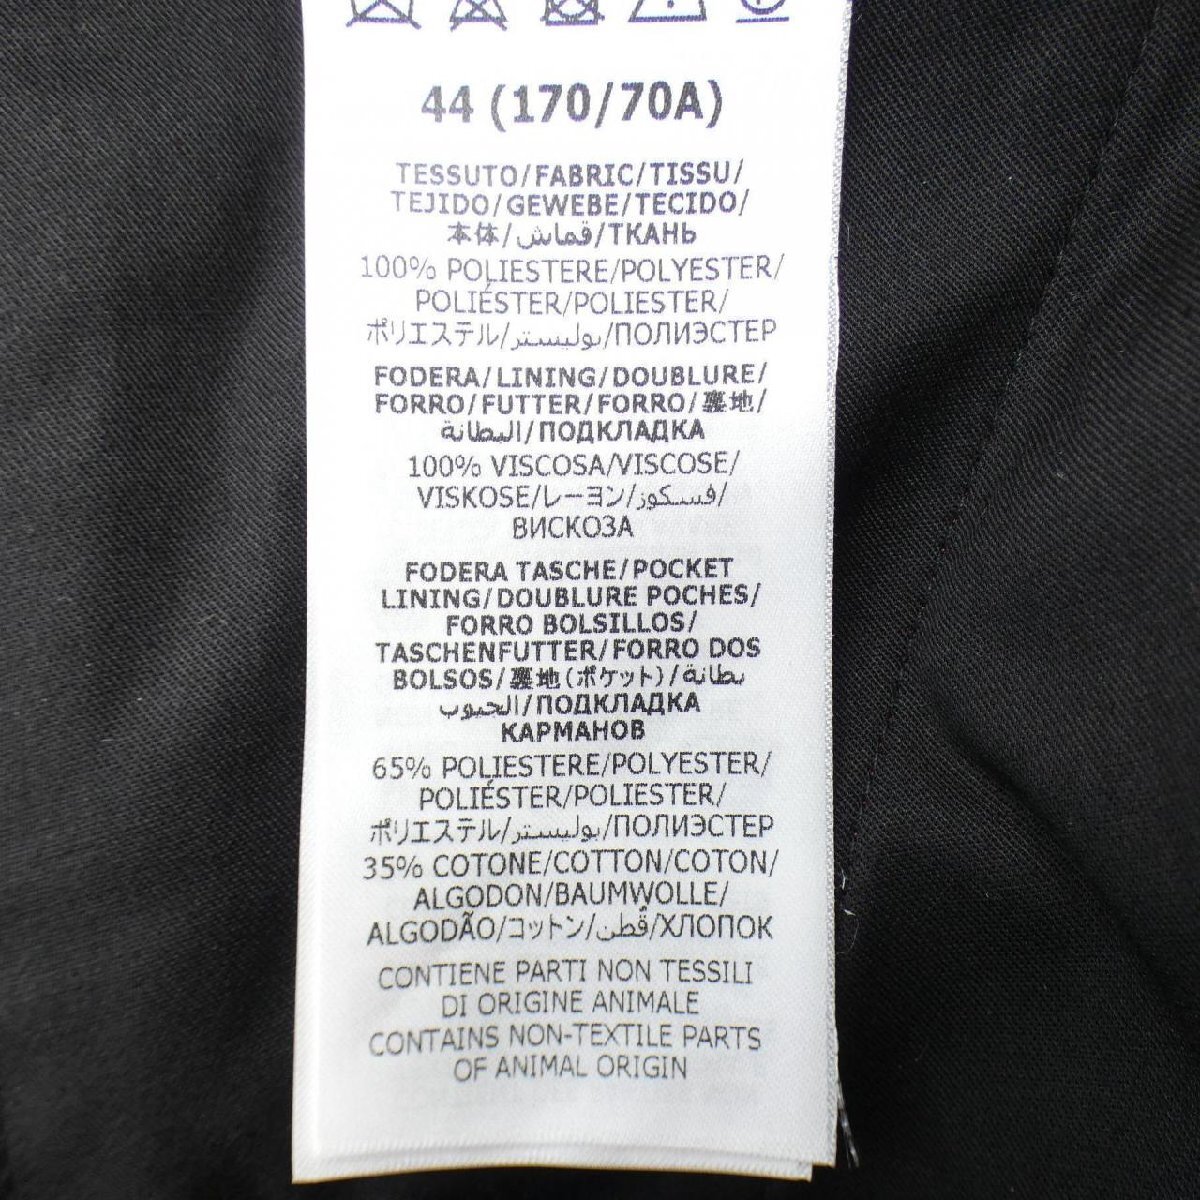 44 (170/70A)
TESSUTO/FABRIC/TISSU/
TEJIDO/GEWEBE/TECIDO/
本体/قماش/ТКАНЬ
100% POLIESTERE/POLYESTER/
POLIÉSTER/POLIESTER/
ポリエステル/بوليستر/ПОЛИЭСТЕР
FODERA/LINING/DOUBLURE/
FORRO/FUTTER/FORRO/裏地/
البطانة/ПОДКЛАДКА
100% VISCOSA/VISCOSE/
VISKOSE/レーヨン/فسكوز/
ВИСКОЗА
FODERA TASCHE/POCKET
LINING/DOUBLURE POCHES/
FORRO BOLSILLOS/
TASCHENFUTTER/FORRO DOS
BOLSOS/裏地(ポケット)/بطانة
الجيوب/ПОДКЛАДКА
КАРМАНОВ
65% POLIESTERE/POLYESTER/
POLIÉSTER/POLIESTER/
ポリエステル/بوليستر/ПОЛИЭСТЕР
35% COTONE/COTTON/COTON/
ALGODON/BAUMWOLLE/
ALGODÃO/コットン/قطن/ХЛОПОК
CONTIENE PARTI NON TESSILI
DI ORIGINE ANIMALE
CONTAINS NON-TEXTILE PARTS
OF ANIMAL ORIGIN